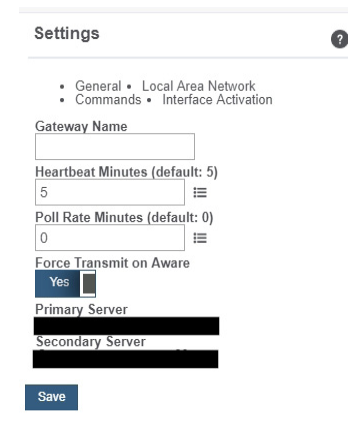 Settings
?
• General • Local Area Network
• Commands • Interface Activation
Gateway Name
Heartbeat Minutes (default: 5)
5
Poll Rate Minutes (default: 0)
0
Force Transmit on Aware
Yes
Primary Server
Secondary Server
Save